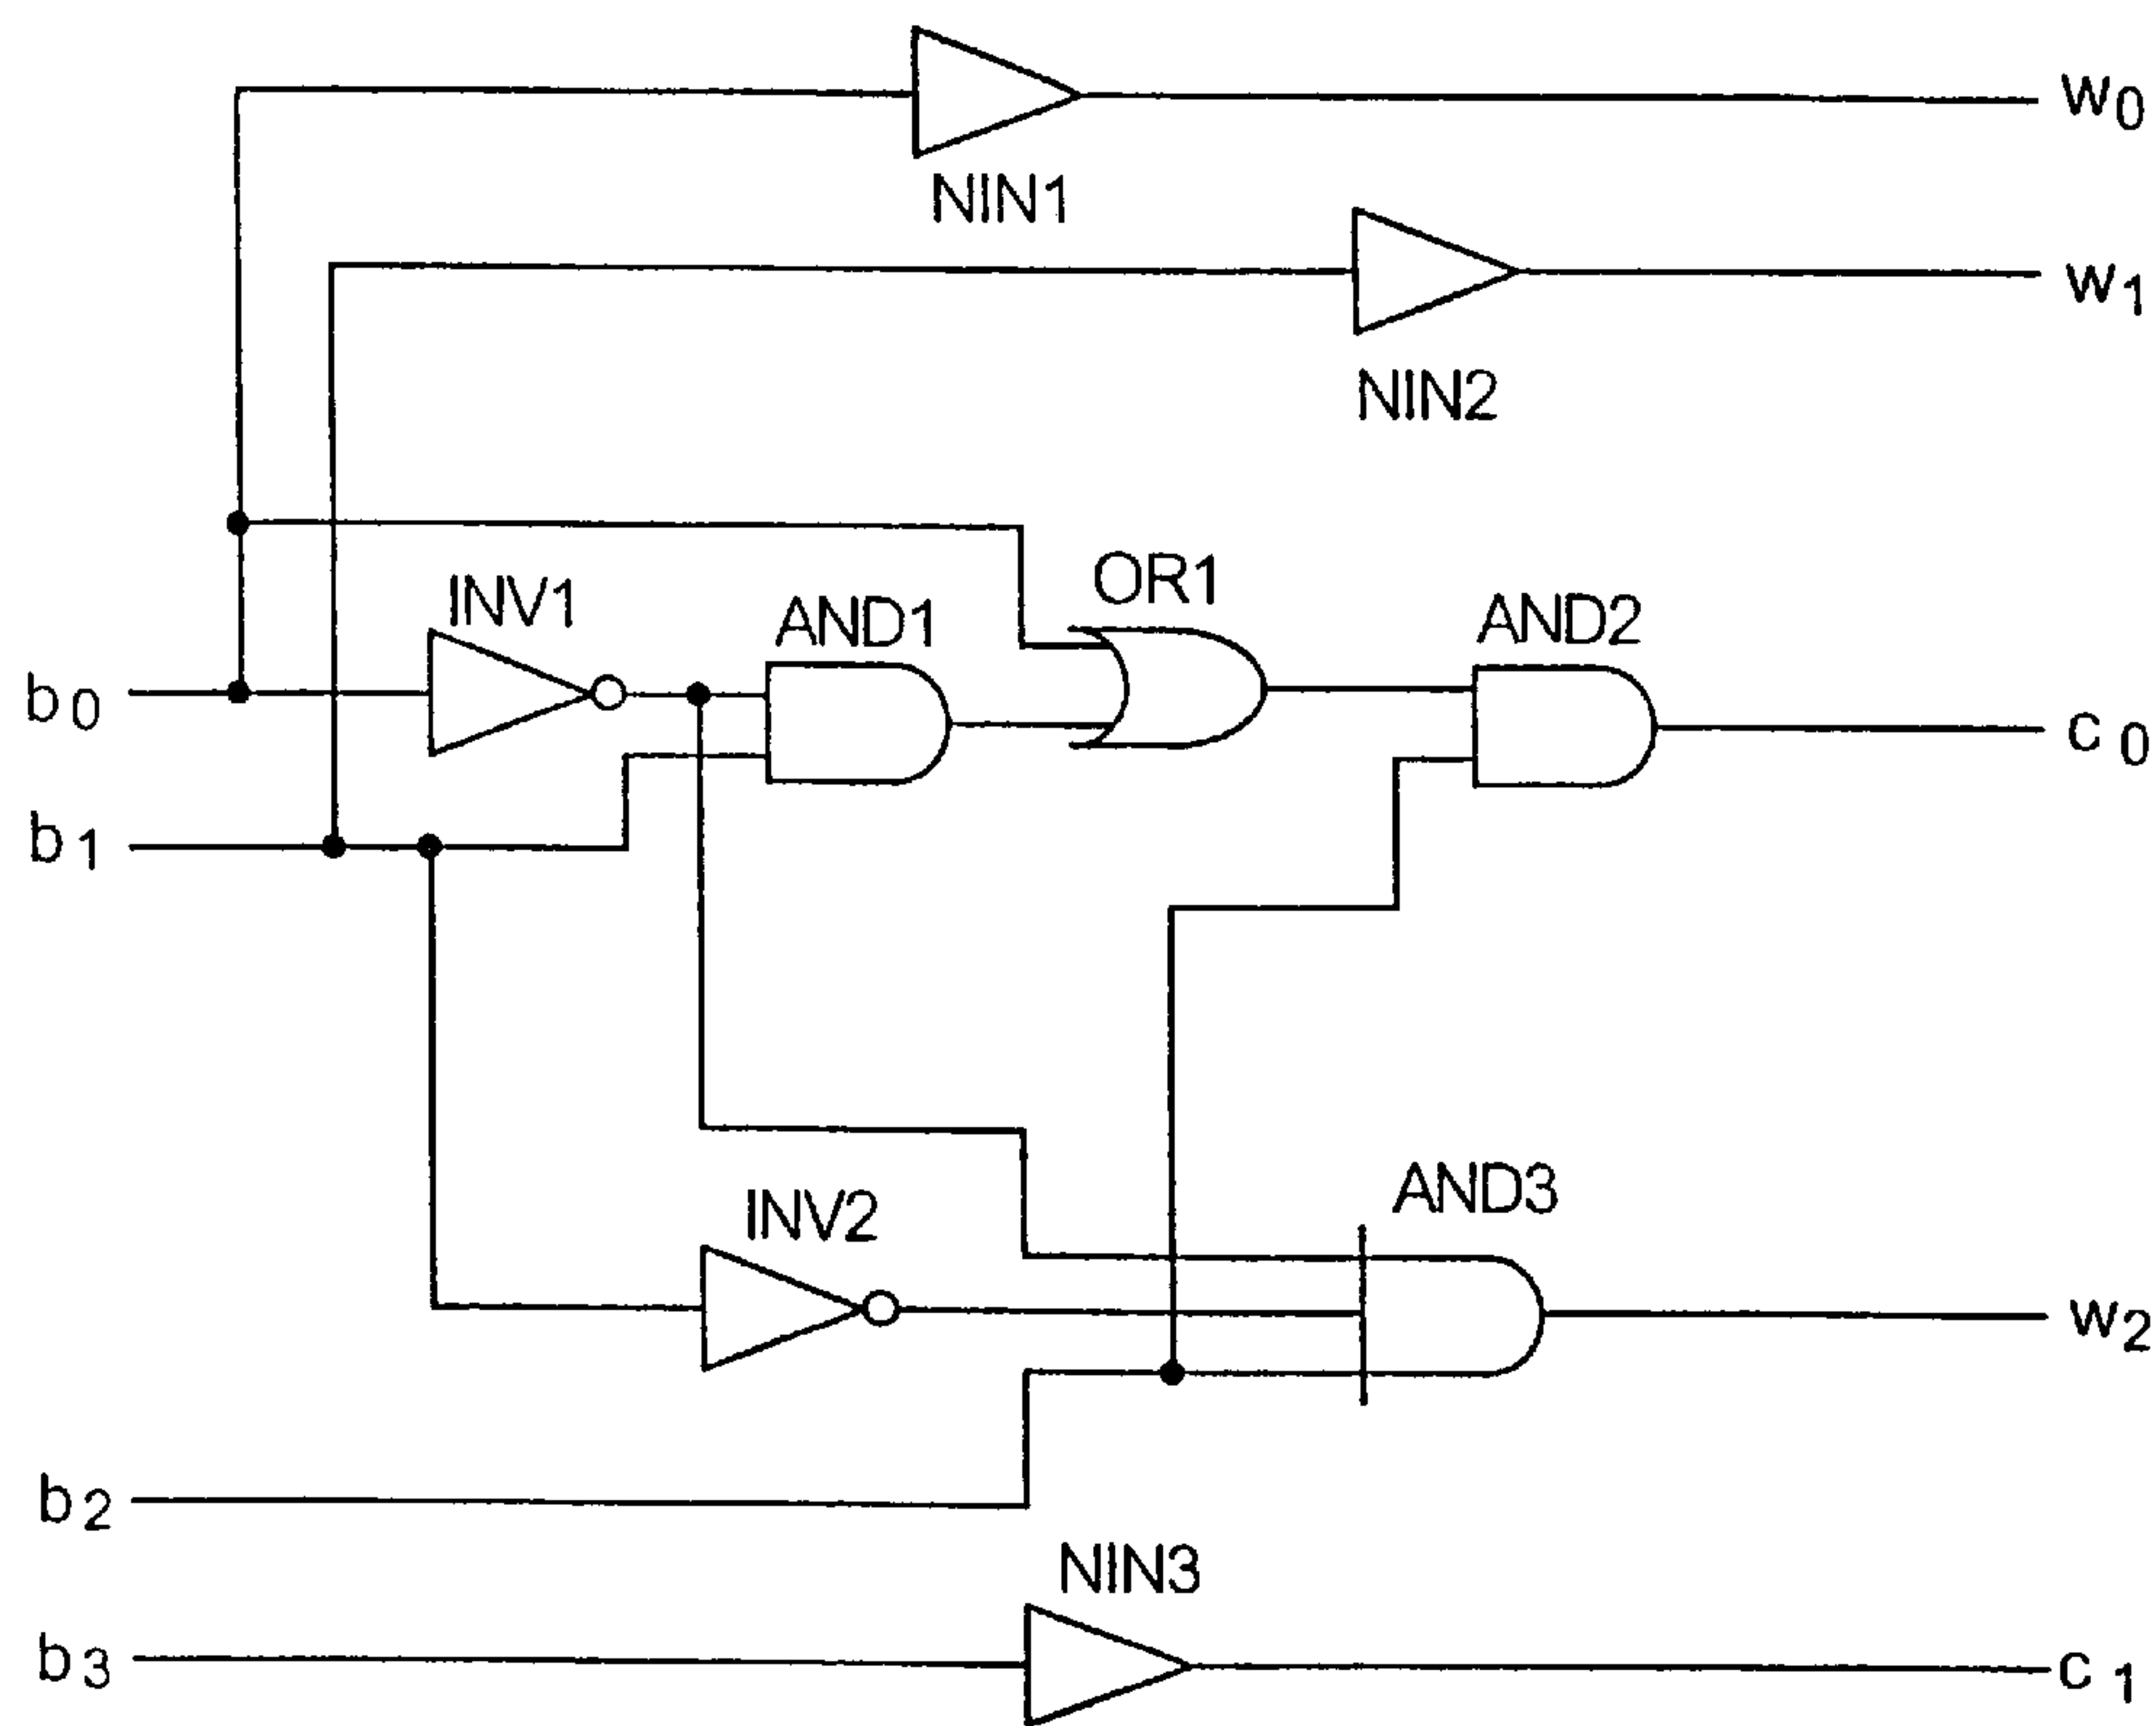 w0
NIN1
w1
NIN2
OR1
INV1
AND1
AND2
b0
c0
b1
AND3
INV2
w2
b2
NIN3
b3
c1